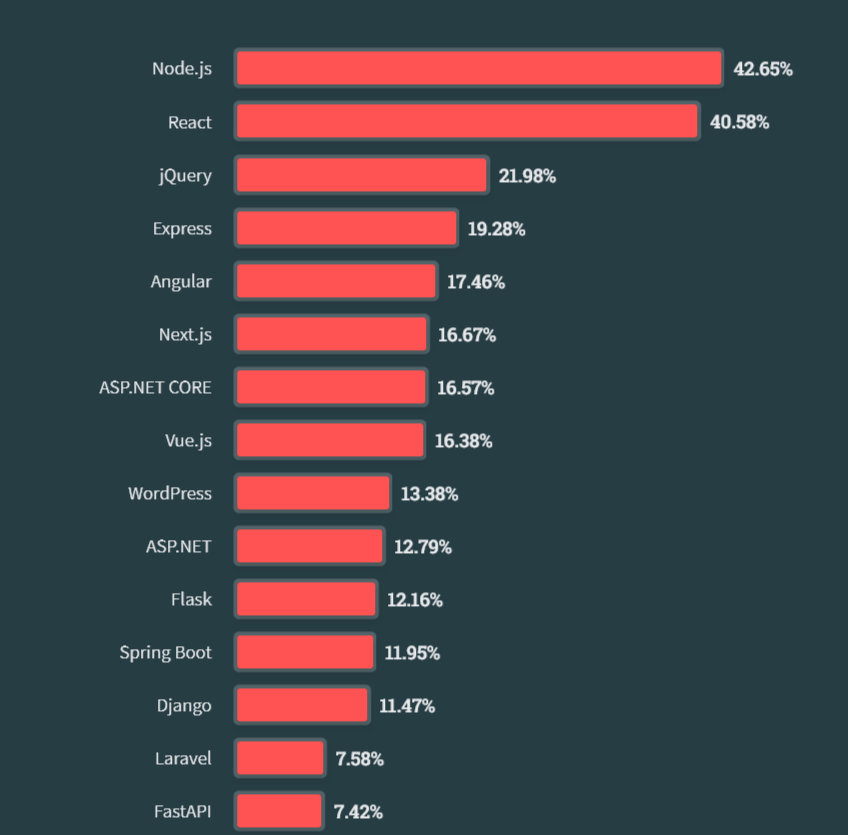 Node.js 42.65%
React 40.58%
jQuery 21.98%
Express 19.28%
Angular 17.46%
Next.js 16.67%
ASP.NET CORE 16.57%
Vue.js 16.38%
WordPress 13.38%
ASP.NET 12.79%
Flask 12.16%
Spring Boot 11.95%
Django 11.47%
Laravel 7.58%
FastAPI 7.42%